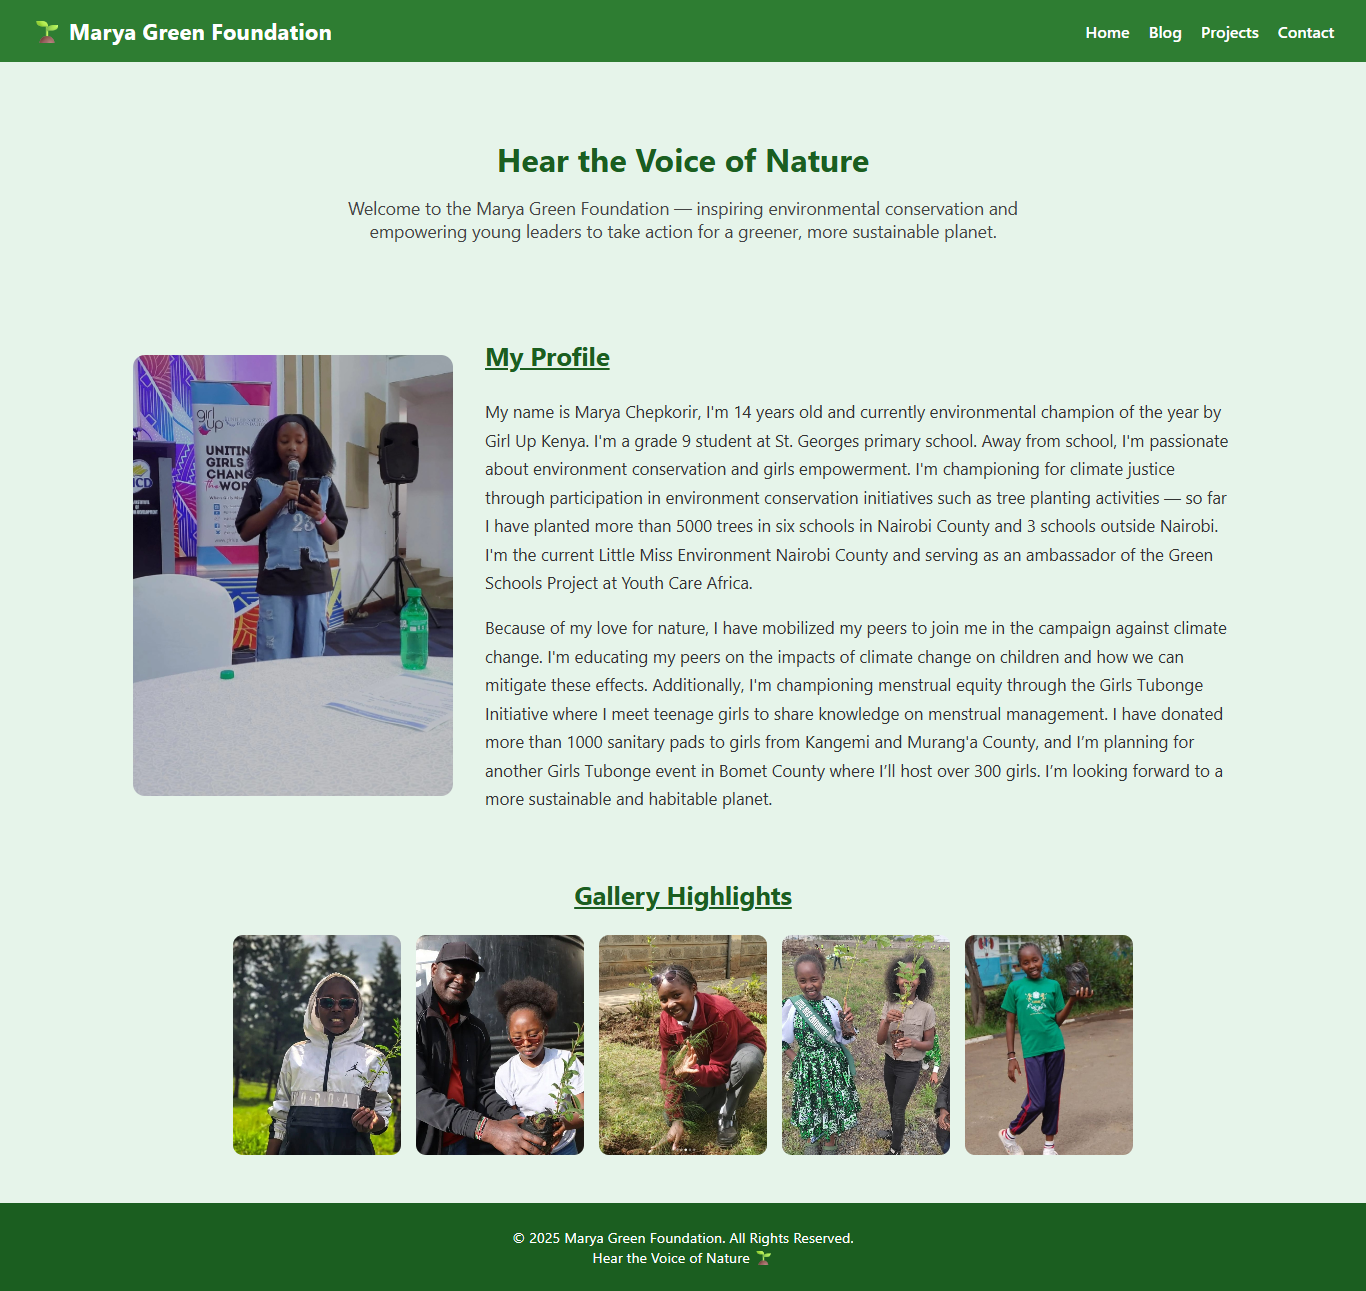 🌱 Marya Green Foundation
Home Blog Projects Contact
Hear the Voice of Nature
Welcome to the Marya Green Foundation — inspiring environmental conservation and
empowering young leaders to take action for a greener, more sustainable planet.
My Profile
My name is Marya Chepkorir, I'm 14 years old and currently environmental champion of the year by
Girl Up Kenya. I'm a grade 9 student at St. Georges primary school. Away from school, I'm passionate
about environment conservation and girls empowerment. I'm championing for climate justice
through participation in environment conservation initiatives such as tree planting activities — so far
I have planted more than 5000 trees in six schools in Nairobi County and 3 schools outside Nairobi.
I'm the current Little Miss Environment Nairobi County and serving as an ambassador of the Green
Schools Project at Youth Care Africa.
Because of my love for nature, I have mobilized my peers to join me in the campaign against climate
change. I'm educating my peers on the impacts of climate change on children and how we can
mitigate these effects. Additionally, I'm championing menstrual equity through the Girls Tubonge
Initiative where I meet teenage girls to share knowledge on menstrual management. I have donated
more than 1000 sanitary pads to girls from Kangemi and Murang'a County, and I’m planning for
another Girls Tubonge event in Bomet County where I’ll host over 300 girls. I’m looking forward to a
more sustainable and habitable planet.
girl
up
UNITING
GIRLS
CHANG
the WOR
23
Gallery Highlights
© 2025 Marya Green Foundation. All Rights Reserved.
Hear the Voice of Nature 🌱